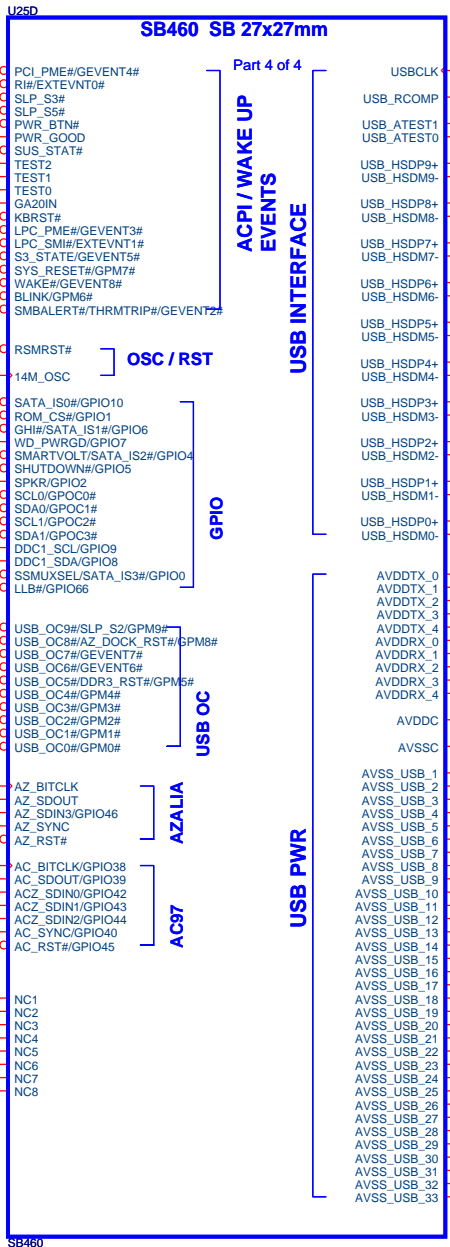 U25D
SB460 SB 27x27mm
Part 4 of 4
PCI_PME#/GEVENT4#
RI#/EXTEVNT0#
SLP_S3#
SLP_S5#
PWR_BTN#
PWR_GOOD
SUS_STAT#
TEST2
TEST1
TEST0
GA20IN
KBRST#
LPC_PME#/GEVENT3#
LPC_SMI#/EXTEVNT1#
S3_STATE/GEVENT5#
SYS_RESET#/GPM7#
WAKE#/GEVENT8#
BLINK/GPM6#
SMBALERT#/THRMTRIP#/GEVENT2#
ACPI / WAKE UP
EVENTS
RSMRST#
14M_OSC
OSC / RST
SATA_IS0#/GPIO10
ROM_CS#/GPIO1
GHI#/SATA_IS1#/GPIO6
WD_PWRGD/GPIO7
SMARTVOLT/SATA_IS2#/GPIO4
SHUTDOWN#/GPIO5
SPKR/GPIO2
SCL0/GPOC0#
SDA0/GPOC1#
SCL1/GPOC2#
SDA1/GPOC3#
DDC1_SCL/GPIO9
DDC1_SDA/GPIO8
SSMUXSEL/SATA_IS3#/GPIO0
LLB#/GPIO66
GPIO
USB_OC9#/SLP_S2/GPM9#
USB_OC8#/AZ_DOCK_RST#/GPM8#
USB_OC7#/GEVENT7#
USB_OC6#/GEVENT6#
USB_OC5#/DDR3_RST#/GPM5#
USB_OC4#/GPM4#
USB_OC3#/GPM3#
USB_OC2#/GPM2#
USB_OC1#/GPM1#
USB_OC0#/GPM0#
USB OC
AZ_BITCLK
AZ_SDOUT
AZ_SDIN3/GPIO46
AZ_SYNC
AZ_RST#
AZALIA
AC_BITCLK/GPIO38
AC_SDOUT/GPIO39
ACZ_SDIN0/GPIO42
ACZ_SDIN1/GPIO43
ACZ_SDIN2/GPIO44
AC_SYNC/GPIO40
AC_RST#/GPIO45
AC97
NC1
NC2
NC3
NC4
NC5
NC6
NC7
NC8
USB INTERFACE
USBCLK
USB_RCOMP
USB_ATEST1
USB_ATEST0
USB_HSDP9+
USB_HSDM9-
USB_HSDP8+
USB_HSDM8-
USB_HSDP7+
USB_HSDM7-
USB_HSDP6+
USB_HSDM6-
USB_HSDP5+
USB_HSDM5-
USB_HSDP4+
USB_HSDM4-
USB_HSDP3+
USB_HSDM3-
USB_HSDP2+
USB_HSDM2-
USB_HSDP1+
USB_HSDM1-
USB_HSDP0+
USB_HSDM0-
USB PWR
AVDDTX_0
AVDDTX_1
AVDDTX_2
AVDDTX_3
AVDDTX_4
AVDDRX_0
AVDDRX_1
AVDDRX_2
AVDDRX_3
AVDDRX_4
AVDDC
AVSSC
AVSS_USB_1
AVSS_USB_2
AVSS_USB_3
AVSS_USB_4
AVSS_USB_5
AVSS_USB_6
AVSS_USB_7
AVSS_USB_8
AVSS_USB_9
AVSS_USB_10
AVSS_USB_11
AVSS_USB_12
AVSS_USB_13
AVSS_USB_14
AVSS_USB_15
AVSS_USB_16
AVSS_USB_17
AVSS_USB_18
AVSS_USB_19
AVSS_USB_20
AVSS_USB_21
AVSS_USB_22
AVSS_USB_23
AVSS_USB_24
AVSS_USB_25
AVSS_USB_26
AVSS_USB_27
AVSS_USB_28
AVSS_USB_29
AVSS_USB_30
AVSS_USB_31
AVSS_USB_32
AVSS_USB_33
SB460